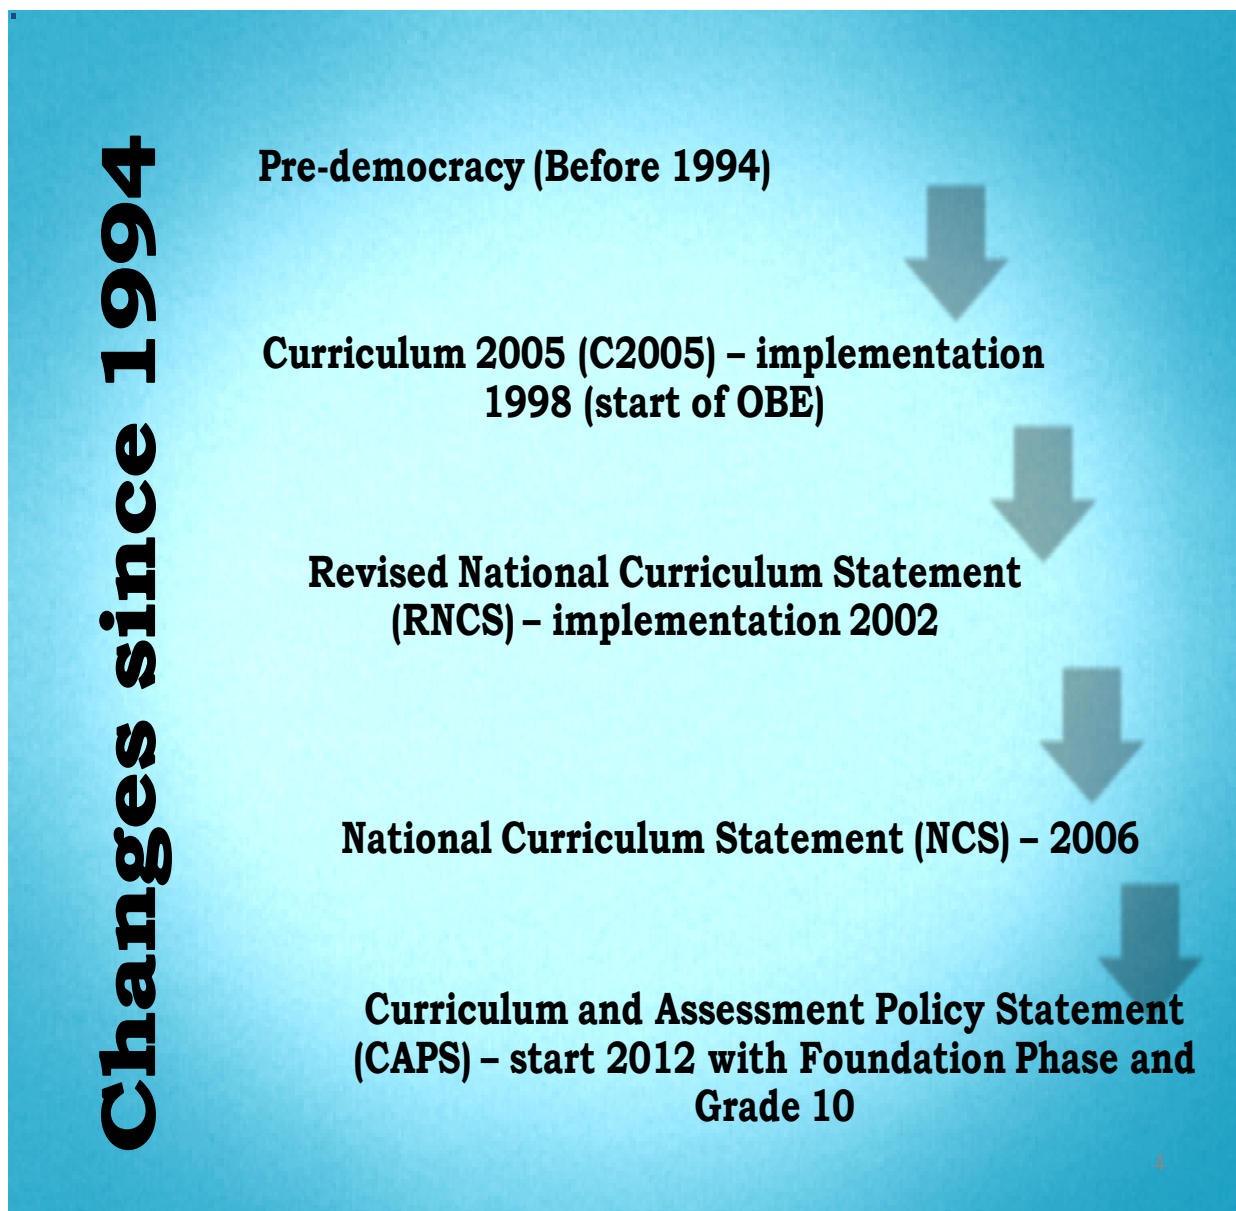 Changes since 1994
Pre-democracy (Before 1994)
Curriculum 2005 (C2005) – implementation
1998 (start of OBE)
Revised National Curriculum Statement
(RNCS) – implementation 2002
National Curriculum Statement (NCS) – 2006
Curriculum and Assessment Policy Statement
(CAPS) – start 2012 with Foundation Phase and
Grade 10
4